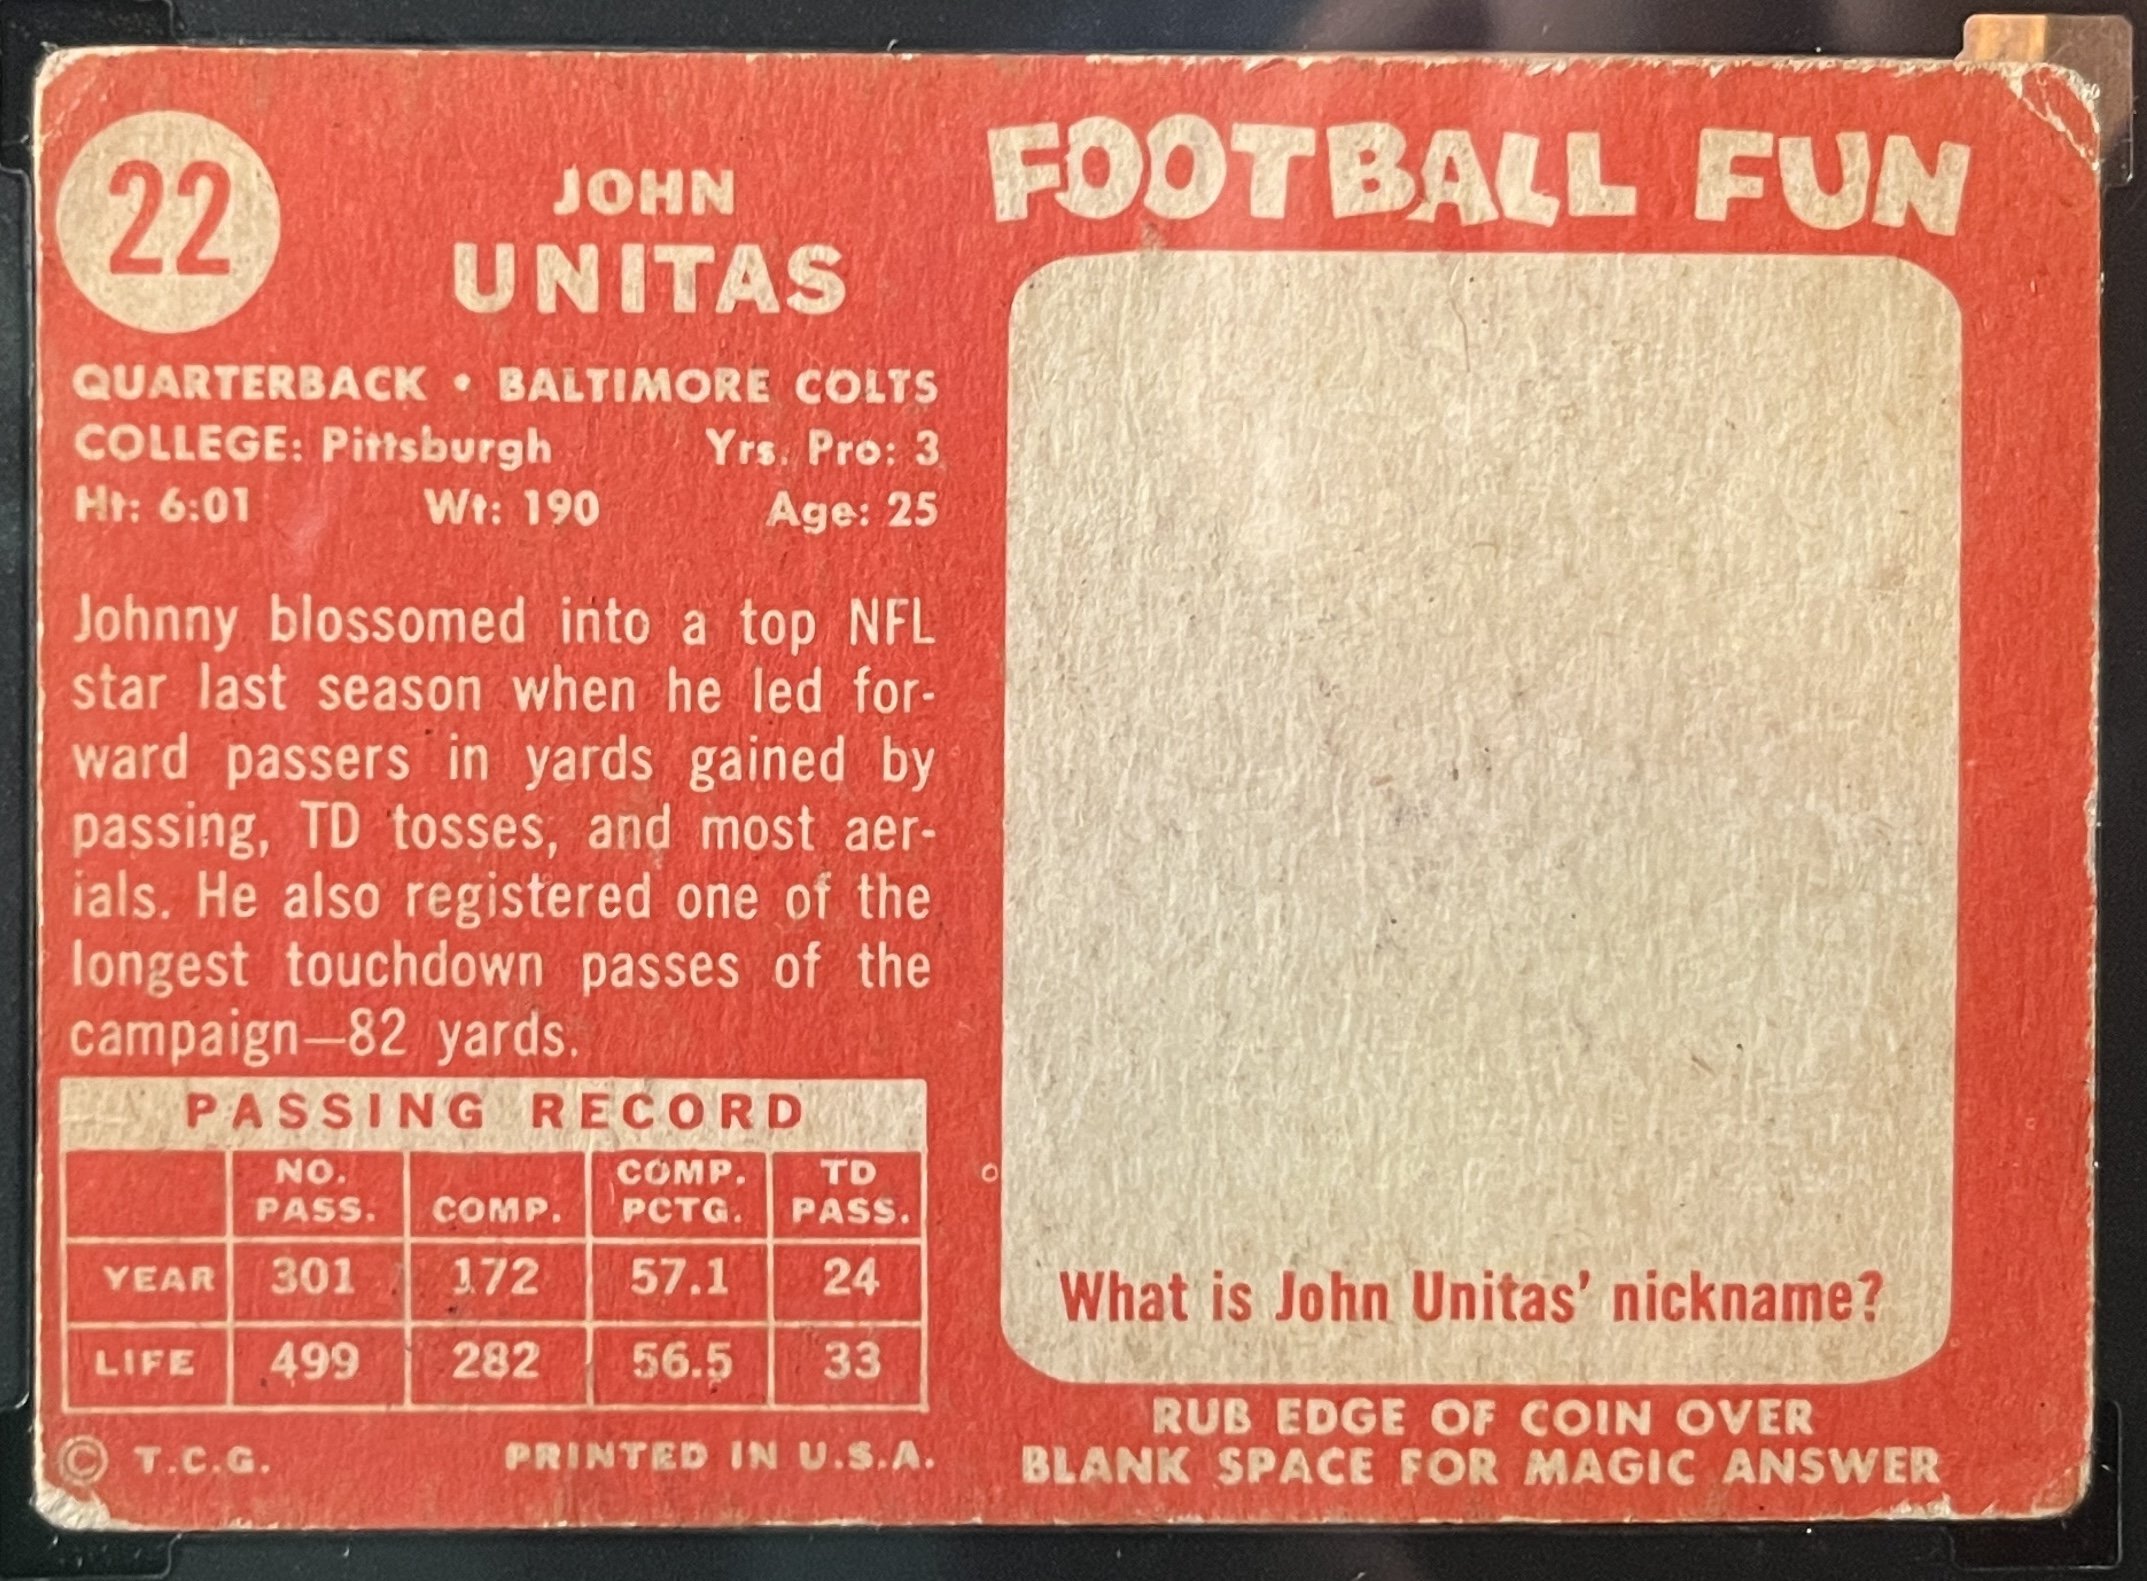 22
JOHN
UNITAS
QUARTERBACK • BALTIMORE COLTS
COLLEGE: Pittsburgh Yrs. Pro: 3
Ht: 6:01 Wt: 190 Age: 25
Johnny blossomed into a top NFL
star last season when he led for-
ward passers in yards gained by
passing, TD tosses, and most aer-
ials. He also registered one of the
longest touchdown passes of the
campaign—82 yards.
PASSING RECORD
NO. PASS. COMP. COMP. PCTG. TD PASS.
YEAR 301 172 57.1 24
LIFE 499 282 56.5 33
© T.C.G. PRINTED IN U.S.A.
FOOTBALL FUN
What is John Unitas' nickname?
RUB EDGE OF COIN OVER
BLANK SPACE FOR MAGIC ANSWER